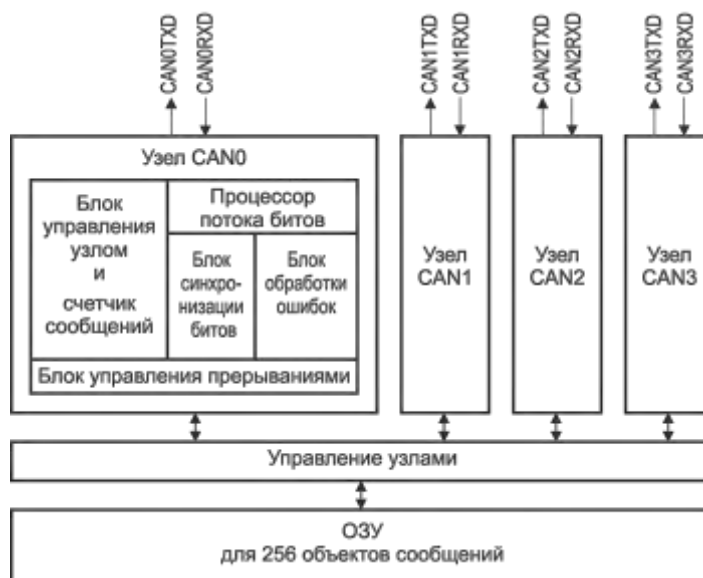 CAN0TXD
CAN0RXD
CAN1TXD
CAN1RXD
CAN2TXD
CAN2RXD
CAN3TXD
CAN3RXD
Узел CAN0
Блок
управления
узлом
и
счетчик
сообщений
Процессор
потока битов
Блок
синхро-
низации
битов
Блок
обработки
ошибок
Блок управления прерываниями
Узел
CAN1
Узел
CAN2
Узел
CAN3
Управление узлами
ОЗУ
для 256 объектов сообщений